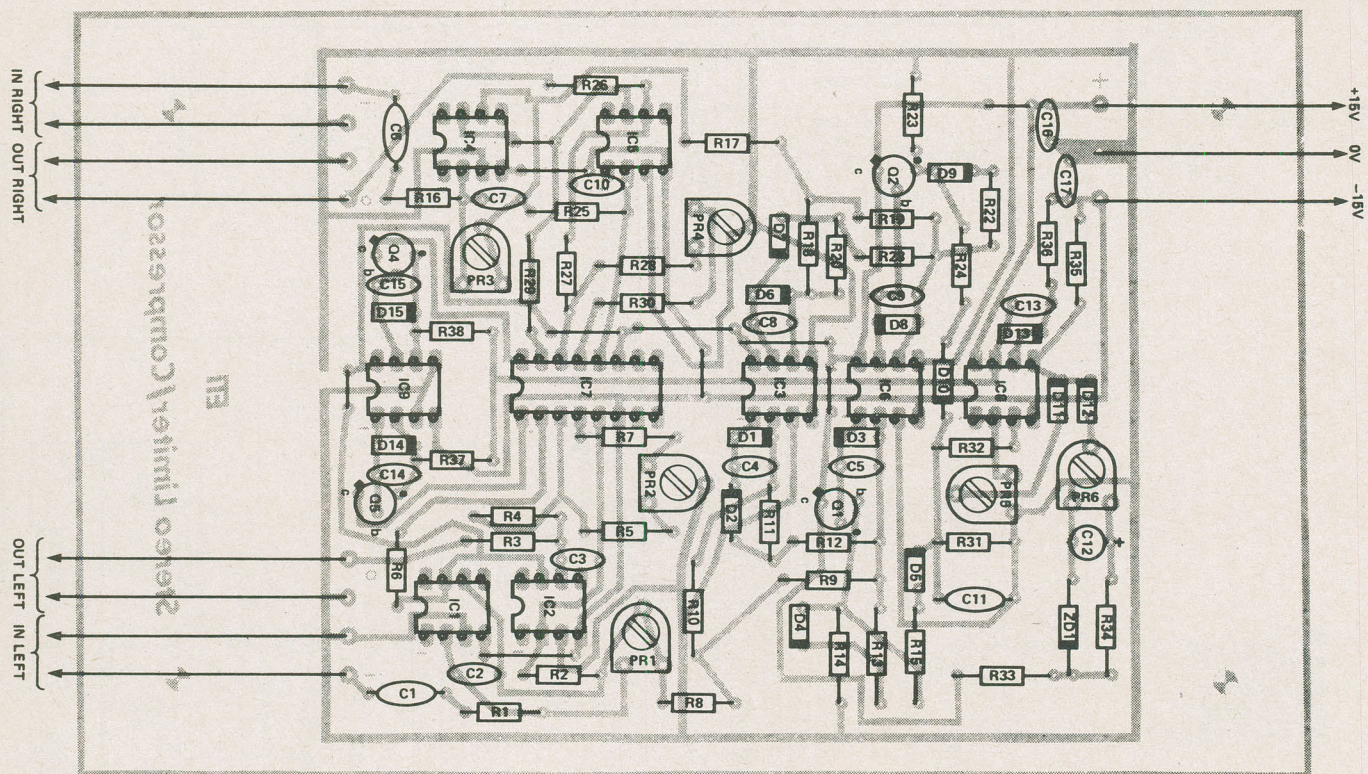 IN RIGHT
OUT RIGHT
OUT LEFT
IN LEFT
+15V
0V
−15V
Stereo Limiter/Compressor
ETI
R26
R23
C16
C6
IC4
IC5
R17
C17
c
Q2
D9
b
R16
C7
C10
R25
R19
R22
PR4
D7
R18
R20
R24
R36
R35
Q4
c
b
PR3
R29
R27
R28
C15
R30
D6
C9
C13
D15
R38
C8
D8
D13
IC9
IC7
IC3
IC6
D10
IC8
D11
D12
D14
R7
D1
D3
R32
R37
C14
PR2
C4
C5
PR5
PR6
c
Q5
b
R4
D2
R11
c
Q1
b
R3
R5
R12
R31
C12
+
R6
C3
R9
D5
IC1
IC2
R10
C11
PR1
D4
R14
R13
R15
ZD1
R34
C2
R2
R33
C1
R1
R8